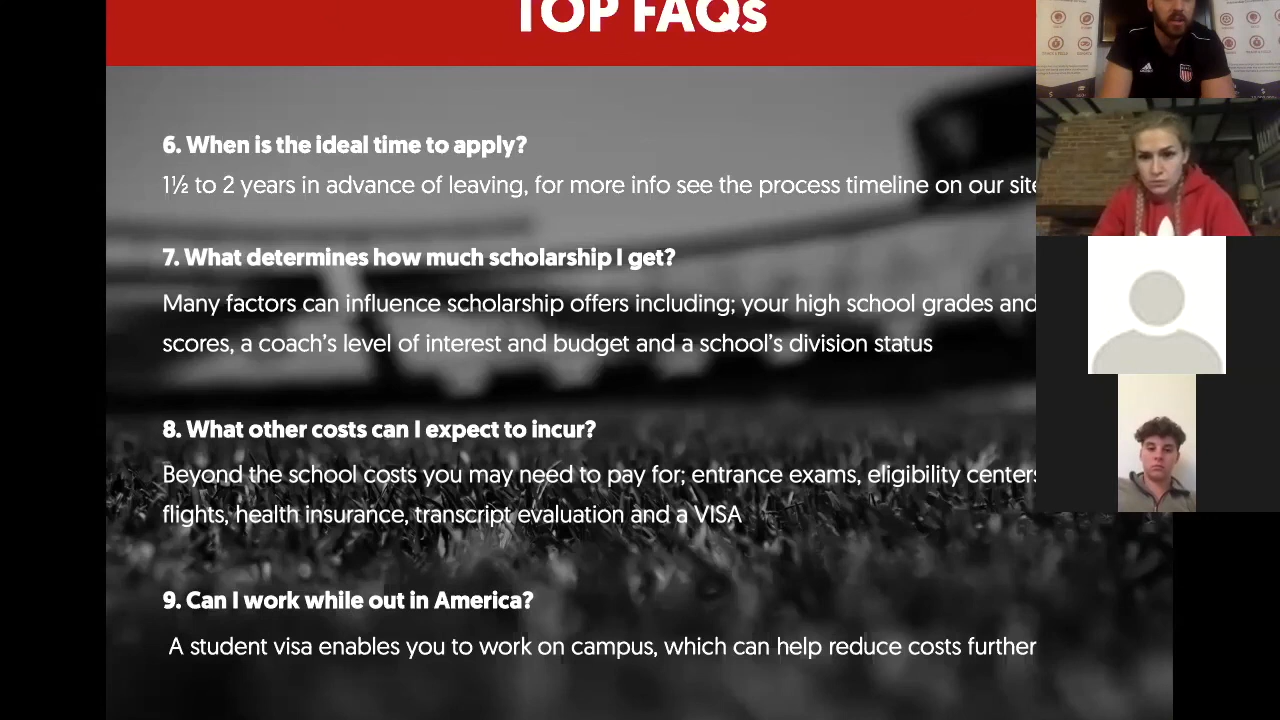 TOP FAQs
6. When is the ideal time to apply?
1½ to 2 years in advance of leaving, for more info see the process timeline on our site
7. What determines how much scholarship I get?
Many factors can influence scholarship offers including; your high school grades and
scores, a coach's level of interest and budget and a school's division status
8. What other costs can I expect to incur?
Beyond the school costs you may need to pay for; entrance exams, eligibility centers
flights, health insurance, transcript evaluation and a VISA
9. Can I work while out in America?
A student visa enables you to work on campus, which can help reduce costs further